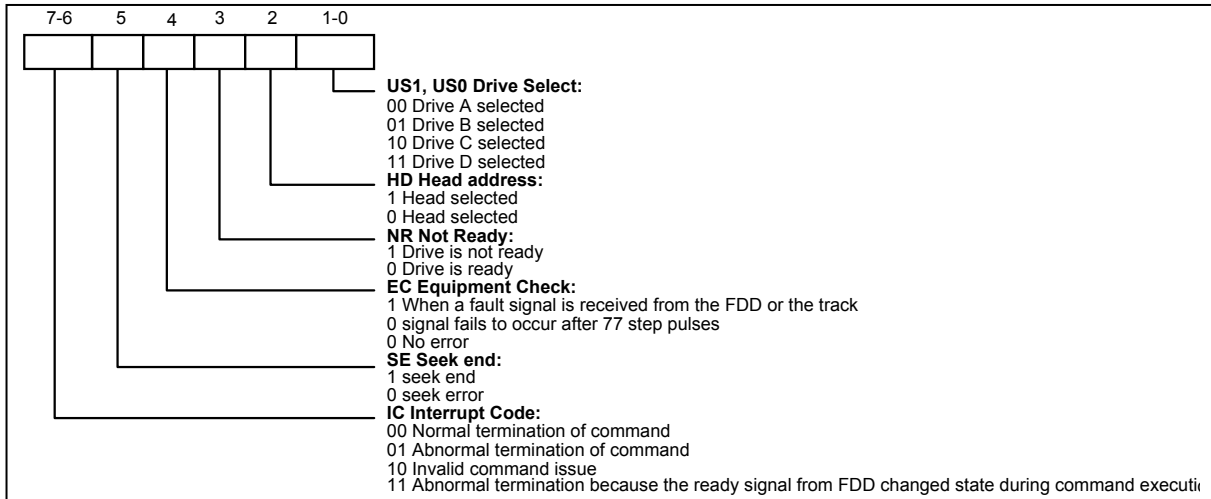 7-6 5 4 3 2 1-0
US1, US0 Drive Select:
00 Drive A selected
01 Drive B selected
10 Drive C selected
11 Drive D selected
HD Head address:
1 Head selected
0 Head selected
NR Not Ready:
1 Drive is not ready
0 Drive is ready
EC Equipment Check:
1 When a fault signal is received from the FDD or the track
0 signal fails to occur after 77 step pulses
0 No error
SE Seek end:
1 seek end
0 seek error
IC Interrupt Code:
00 Normal termination of command
01 Abnormal termination of command
10 Invalid command issue
11 Abnormal termination because the ready signal from FDD changed state during command